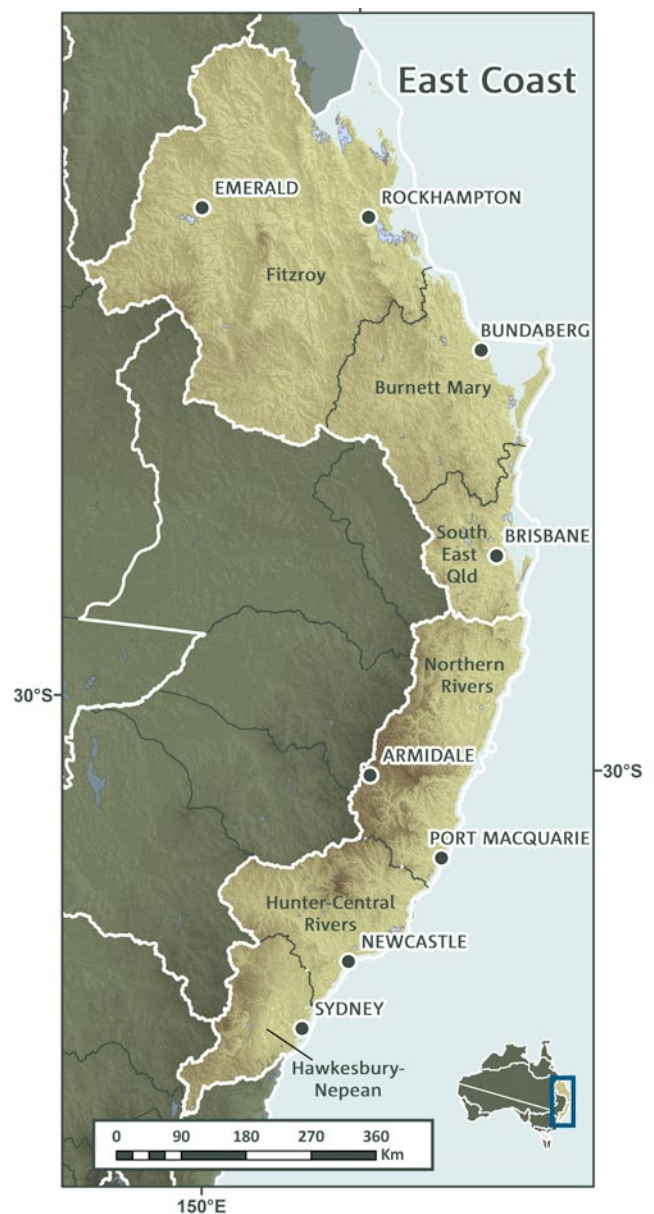 East Coast
EMERALD
ROCKHAMPTON
Fitzroy
BUNDABERG
Burnett Mary
South
East
Qld
BRISBANE
Northern
Rivers
30°S
ARMIDALE
30°S
PORT MACQUARIE
Hunter-Central
Rivers
NEWCASTLE
SYDNEY
Hawkesbury-
Nepean
0 90 180 270 360
Km
150°E